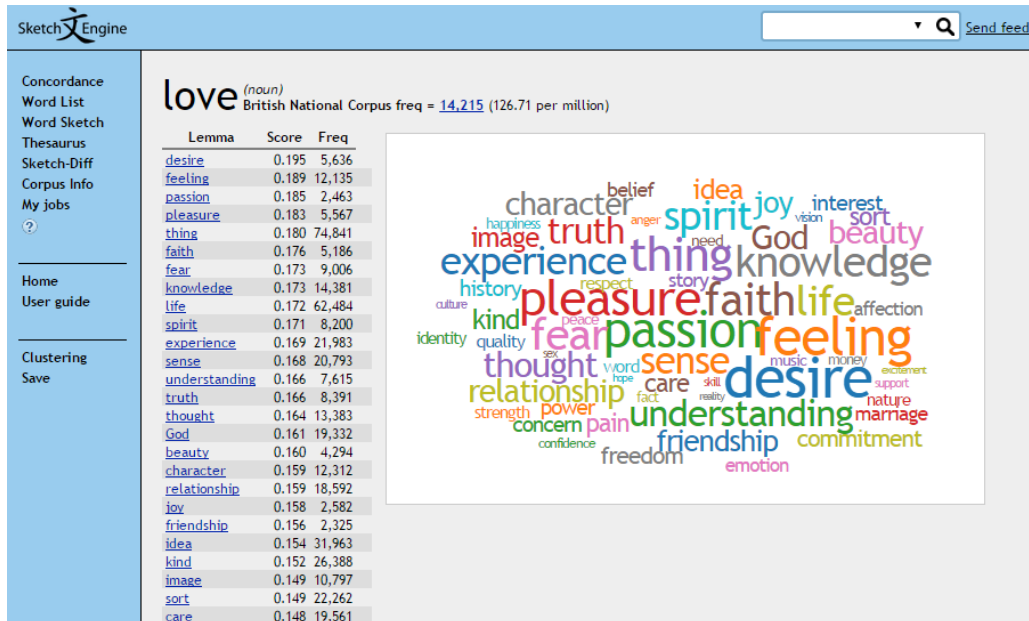 Sketch Engine
Send feed
Concordance
Word List
Word Sketch
Thesaurus
Sketch-Diff
Corpus Info
My jobs
?
Home
User guide
Clustering
Save
love (noun)
British National Corpus freq = 14,215 (126.71 per million)
Lemma Score Freq
desire 0.195 5,636
feeling 0.189 12,135
passion 0.185 2,463
pleasure 0.183 5,567
thing 0.180 74,841
faith 0.176 5,186
fear 0.173 9,006
knowledge 0.173 14,381
life 0.172 62,484
spirit 0.171 8,200
experience 0.169 21,983
sense 0.168 20,793
understanding 0.166 7,615
truth 0.166 8,391
thought 0.164 13,383
God 0.161 19,332
beauty 0.160 4,294
character 0.159 12,312
relationship 0.159 18,592
joy 0.158 2,582
friendship 0.156 2,325
idea 0.154 31,963
kind 0.152 26,388
image 0.149 10,797
sort 0.149 22,262
care 0.148 19,561
belief idea
character joy interest
happiness anger spirit vision sort
image truth need God beauty
experience thing knowledge
history respect story
pleasure faith life affection
culture kind peace passion
identity quality fear feeling
thought sex word sense music money
hope care skill desire excitement
relationship fact reality support
strength power understanding nature
concern pain marriage
confidence friendship commitment
freedom emotion